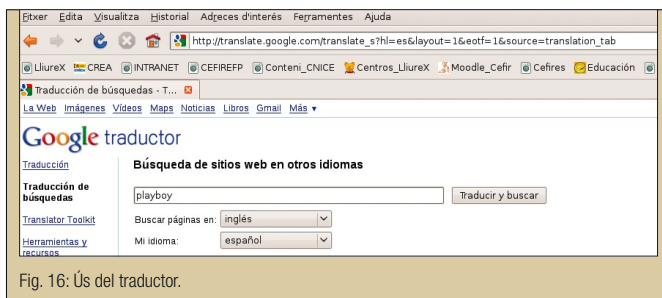 Fitxer Edita Visualitza Historial Adreces d'interés Ferramentes Ajuda
http://translate.google.com/translate_s?hl=es&layout=1&eotf=1&source=translation_tab
LliureX CREA INTRANET CEFIREFP Conteni_CNICE Centros_LliureX Moodle_Cefir Cefires Educación
Traducción de búsquedas - T...
La Web Imágenes Vídeos Maps Noticias Libros Gmail Más ▾
Google traductor
Traducción
Búsqueda de sitios web en otros idiomas
Traducción de búsquedas
playboy Traducir y buscar
Translator Toolkit
Buscar páginas en: inglés
Herramientas y recursos
Mi idioma: español
Fig. 16: Ús del traductor.